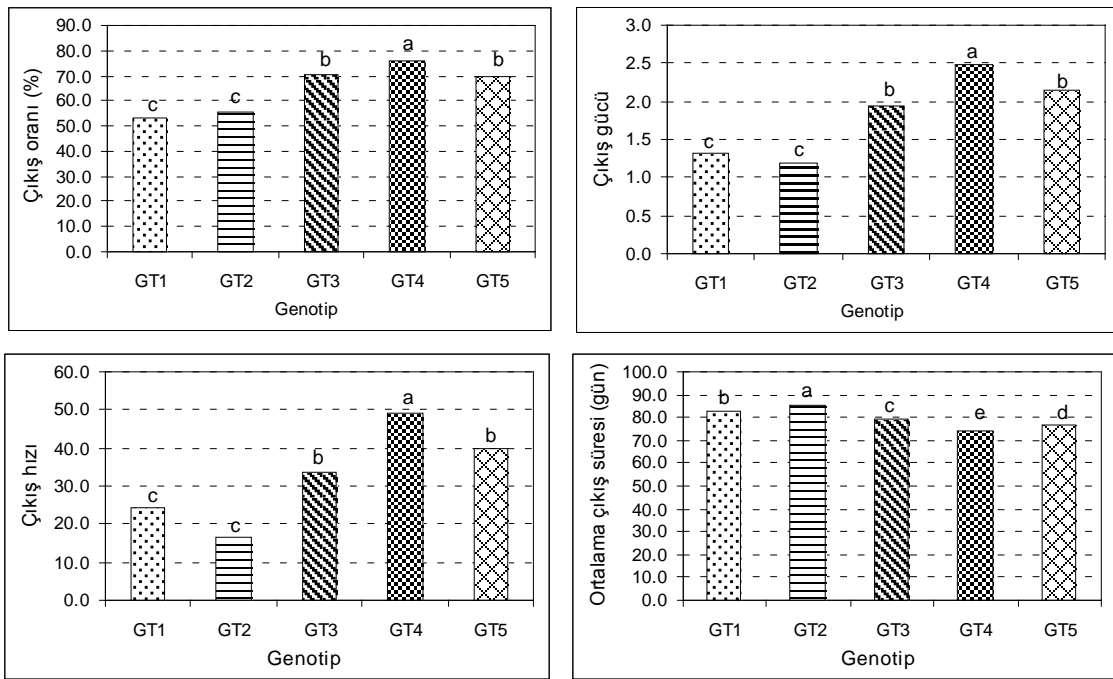 Çıkış oranı (%)
90.0
80.0
70.0
60.0
50.0
40.0
30.0
20.0
10.0
0.0
c c b a b
GT1 GT2 GT3 GT4 GT5
Genotip
Çıkış gücü
3.0
2.5
2.0
1.5
1.0
0.5
0.0
c c b a b
GT1 GT2 GT3 GT4 GT5
Genotip
Çıkış hızı
60.0
50.0
40.0
30.0
20.0
10.0
0.0
c c b a b
GT1 GT2 GT3 GT4 GT5
Genotip
Ortalama çıkış süresi (gün)
100.0
90.0
80.0
70.0
60.0
50.0
40.0
30.0
20.0
10.0
0.0
b a c e d
GT1 GT2 GT3 GT4 GT5
Genotip